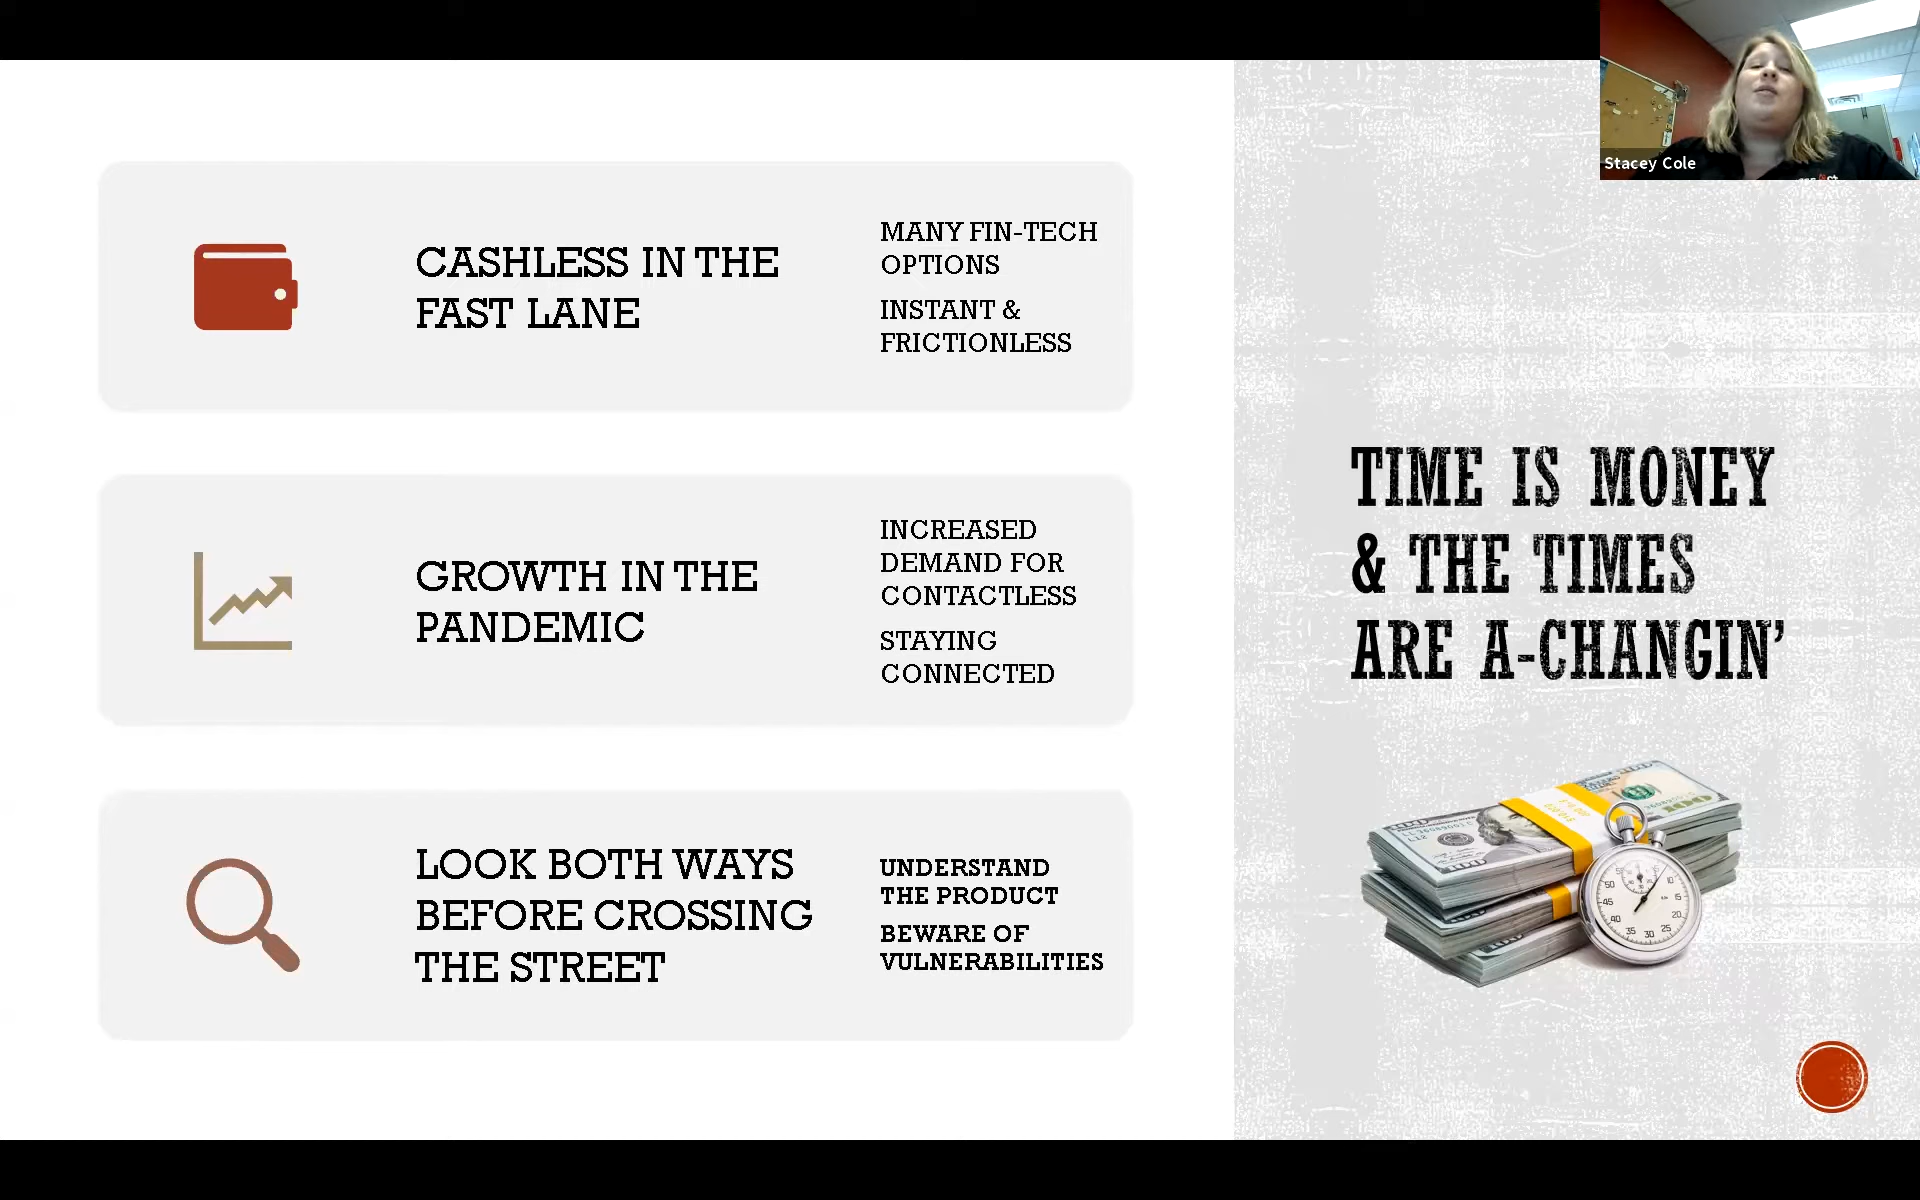 Stacey Cole
CASHLESS IN THE
FAST LANE
MANY FIN-TECH
OPTIONS
INSTANT &
FRICTIONLESS
GROWTH IN THE
PANDEMIC
INCREASED
DEMAND FOR
CONTACTLESS
STAYING
CONNECTED
LOOK BOTH WAYS
BEFORE CROSSING
THE STREET
UNDERSTAND
THE PRODUCT
BEWARE OF
VULNERABILITIES
TIME IS MONEY
& THE TIMES
ARE A-CHANGIN’